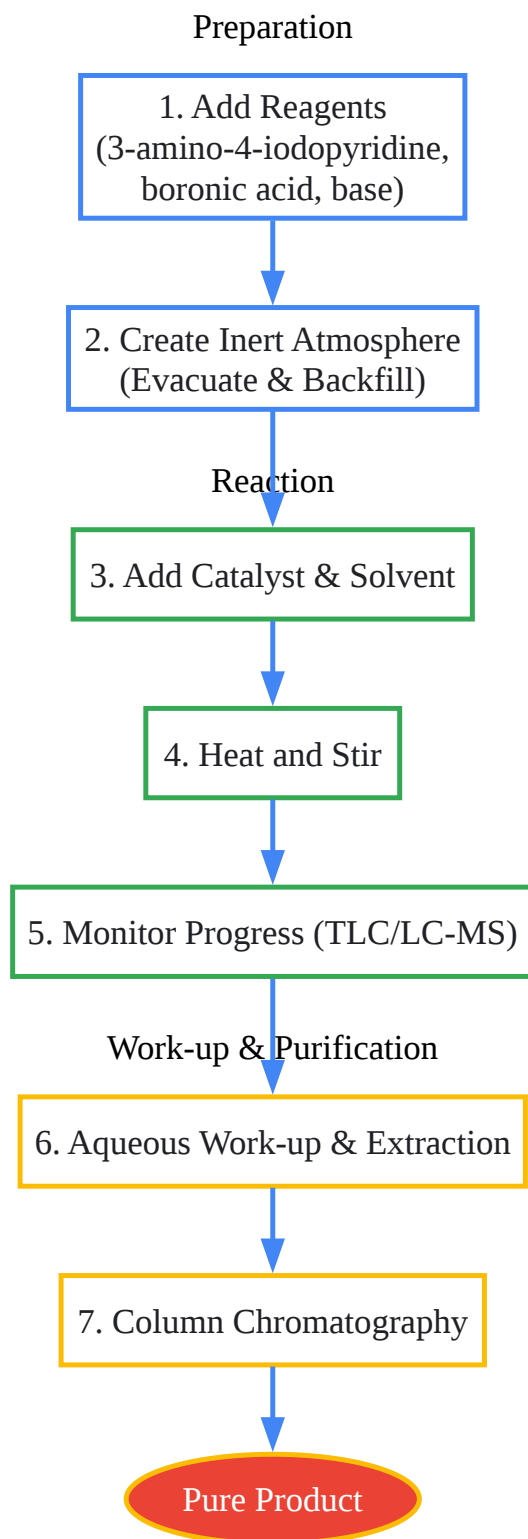 Preparation
1. Add Reagents
(3-amino-4-iodopyridine,
boronic acid, base)
2. Create Inert Atmosphere
(Evacuate & Backfill)
Reaction
3. Add Catalyst & Solvent
4. Heat and Stir
5. Monitor Progress (TLC/LC-MS)
Work-up & Purification
6. Aqueous Work-up & Extraction
7. Column Chromatography
Pure Product